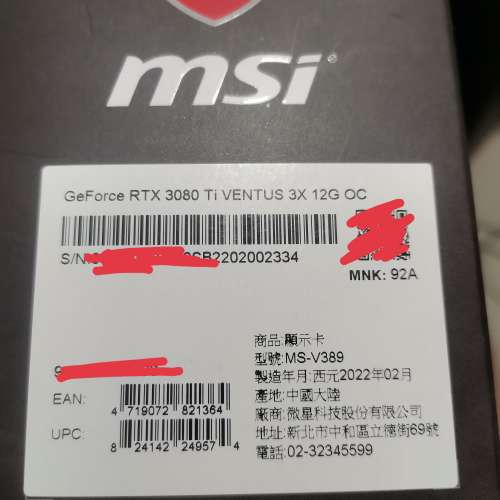 msi
GeForce RTX 3080 Ti VENTUS 3X 12G OC
S/N: SB2202002334
MNK: 92A
商品:顯示卡
型號:MS-V389
製造年月:西元2022年02月
產地:中國大陸
廠商:微星科技股份有限公司
地址:新北市中和區立德街69號
電話:02-32345599
EAN:
4 719072 821364
UPC:
8 24142 24957 4